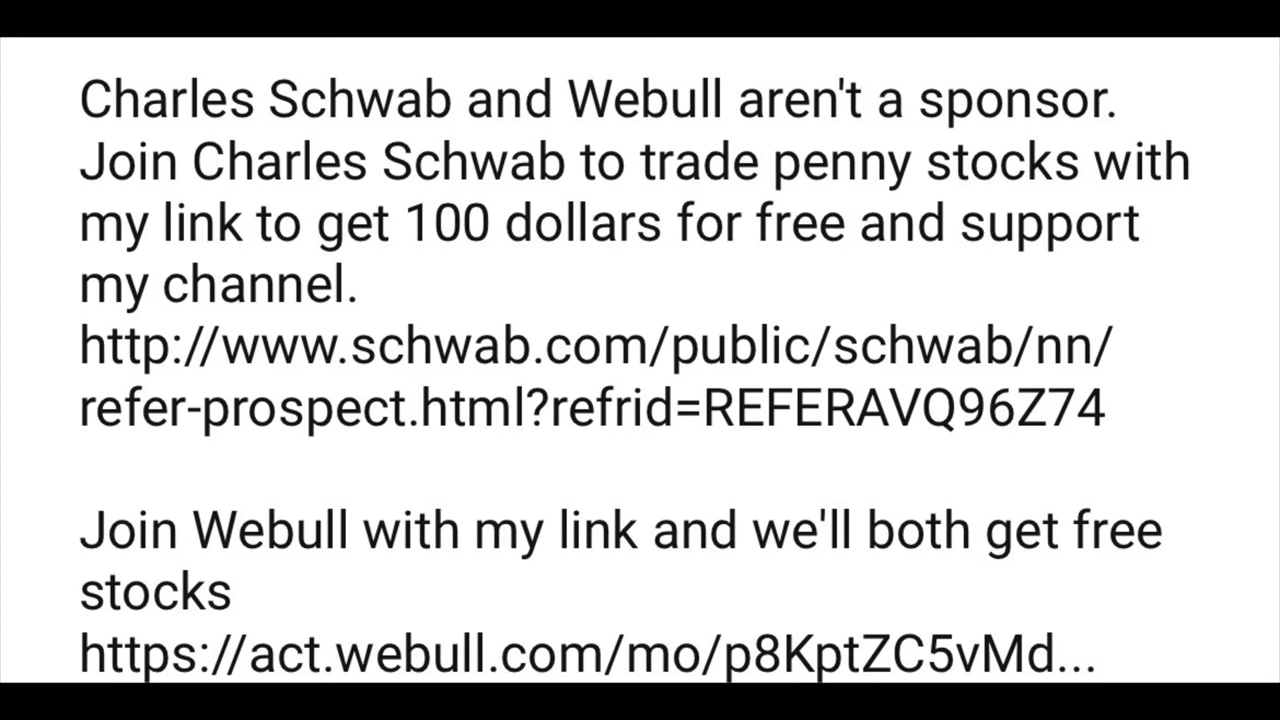 Charles Schwab and Webull aren't a sponsor.
Join Charles Schwab to trade penny stocks with
my link to get 100 dollars for free and support
my channel.
http://www.schwab.com/public/schwab/nn/
refer-prospect.html?refrid=REFERAVQ96Z74
Join Webull with my link and we'll both get free
stocks
https://act.webull.com/mo/p8KptZC5vMd...